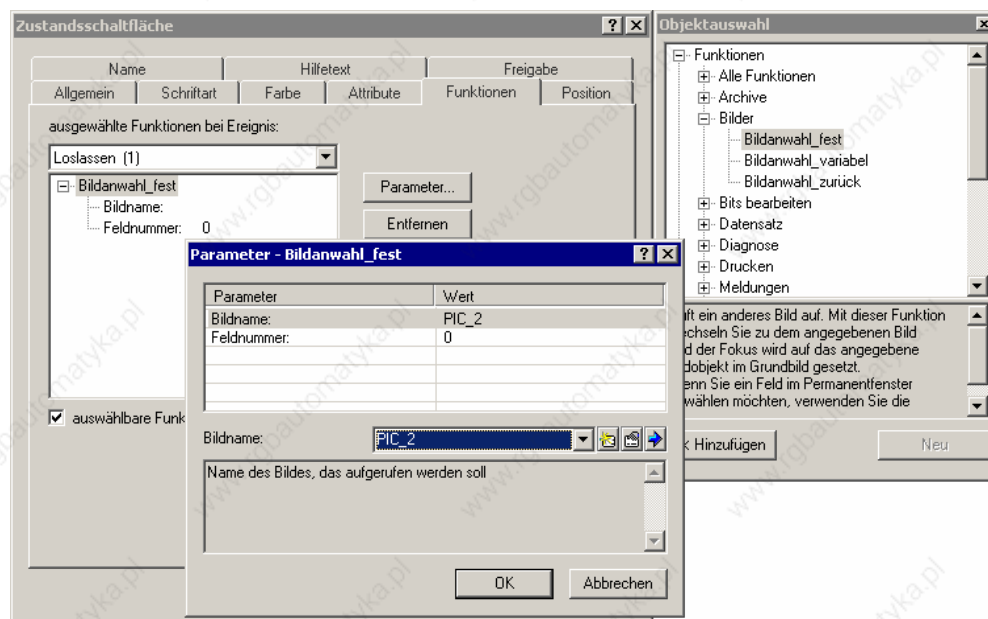 Zustandsschaltfläche
Name
Hilfetext
Freigabe
Allgemein
Schriftart
Farbe
Attribute
Funktionen
Position
ausgewählte Funktionen bei Ereignis:
Loslassen (1)
Bildanwahl_fest
Bildname:
Feldnummer: 0
Parameter...
Entfernen
auswählbare Funk
Parameter - Bildanwahl_fest
Parameter Wert
Bildname: PIC_2
Feldnummer: 0
Bildname: PIC_2
Name des Bildes, das aufgerufen werden soll
OK
Abbrechen
Objektauswahl
Funktionen
Alle Funktionen
Archive
Bilder
Bildanwahl_fest
Bildanwahl_variabel
Bildanwahl_zurück
Bits bearbeiten
Datensatz
Diagnose
Drucken
Meldungen
ft ein anderes Bild auf. Mit dieser Funktion
echseln Sie zu dem angegebenen Bild
d der Fokus wird auf das angegebene
dobjekt im Grundbild gesetzt.
enn Sie ein Feld im Permanentfenster
wählen möchten, verwenden Sie die
< Hinzufügen
Neu
www.rgbautomatyka.pl